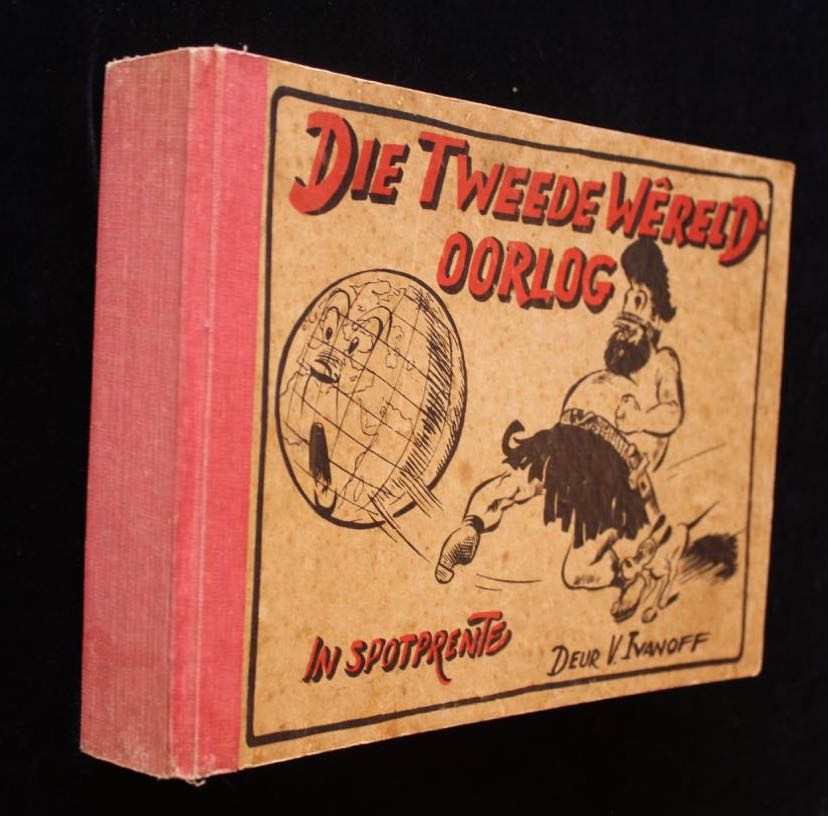 DIE TWEEDE WÊRELD-
OORLOG
IN SPOTPRENTE
DEUR V. IVANOFF